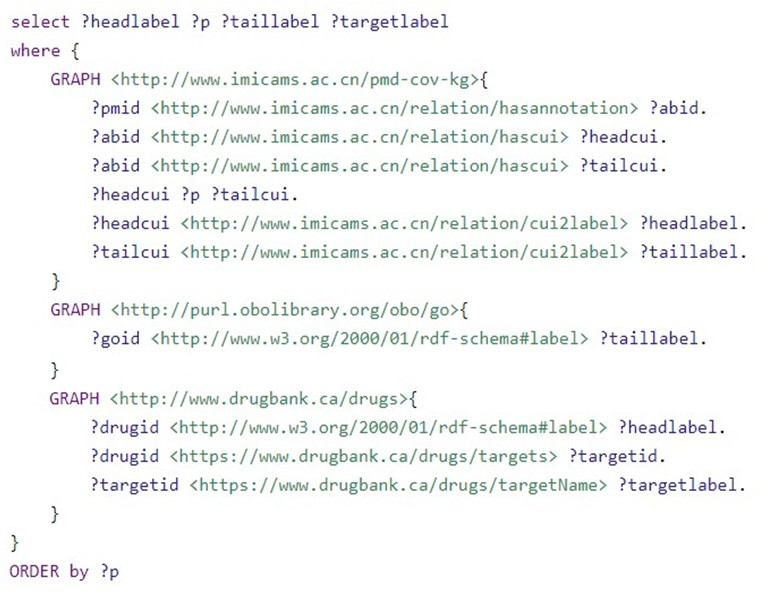 select ?headlabel ?p ?taillabel ?targetlabel
where {
    GRAPH <http://www.imicams.ac.cn/pmd-cov-kg>{
        ?pmid <http://www.imicams.ac.cn/relation/hasannotation> ?abid.
        ?abid <http://www.imicams.ac.cn/relation/hascui> ?headcui.
        ?abid <http://www.imicams.ac.cn/relation/hascui> ?tailcui.
        ?headcui ?p ?tailcui.
        ?headcui <http://www.imicams.ac.cn/relation/cui2label> ?headlabel.
        ?tailcui <http://www.imicams.ac.cn/relation/cui2label> ?taillabel.
    }
    GRAPH <http://purl.obolibrary.org/obo/go>{
        ?goid <http://www.w3.org/2000/01/rdf-schema#label> ?taillabel.
    }
    GRAPH <http://www.drugbank.ca/drugs>{
        ?drugid <http://www.w3.org/2000/01/rdf-schema#label> ?headlabel.
        ?drugid <https://www.drugbank.ca/drugs/targets> ?targetid.
        ?targetid <https://www.drugbank.ca/drugs/targetName> ?targetlabel.
    }
}
ORDER by ?p